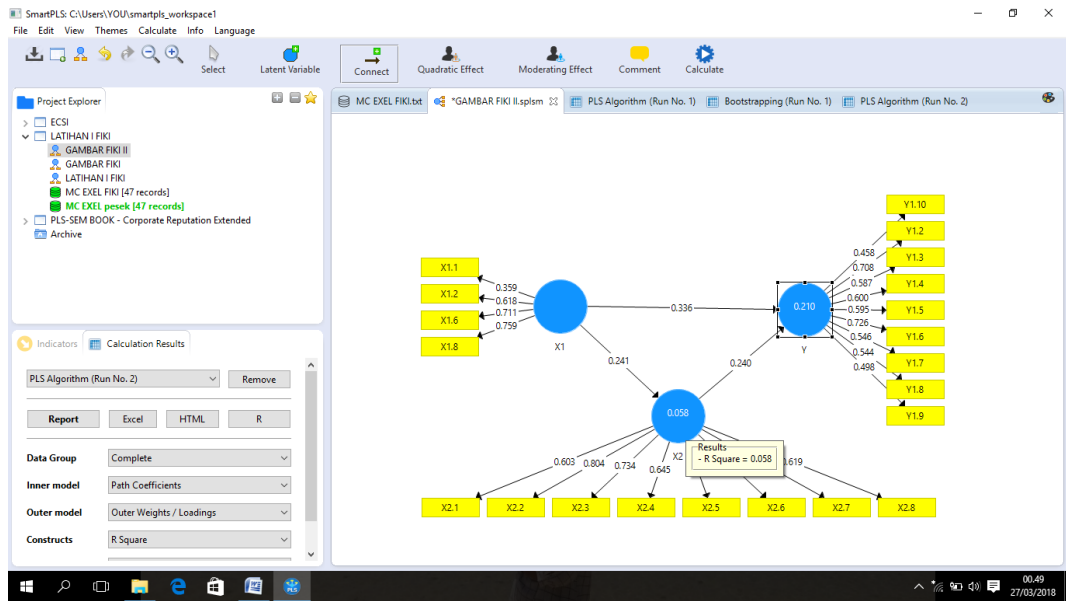 SmartPLS: C:\Users\YOU\smartpls_workspace1
File Edit View Themes Calculate Info Language
Select Latent Variable Connect Quadratic Effect Moderating Effect Comment Calculate
Project Explorer
ECSI
LATIHAN I FIKI
GAMBAR FIKI II
GAMBAR FIKI
LATIHAN I FIKI
MC EXEL FIKI [47 records]
MC EXEL pesek [47 records]
PLS-SEM BOOK - Corporate Reputation Extended
Archive
Indicators Calculation Results
PLS Algorithm (Run No. 2) Remove
Report Excel HTML R
Data Group Complete
Inner model Path Coefficients
Outer model Outer Weights / Loadings
Constructs R Square
MC EXEL FIKI.txt *GAMBAR FIKI II.splsm PLS Algorithm (Run No. 1) Bootstrapping (Run No. 1) PLS Algorithm (Run No. 2)
Y1.10
Y1.2
0.458 Y1.3
0.708
X1.1 0.587 Y1.4
0.359 0.600
X1.2 0.618 0.336 0.210 0.595 Y1.5
X1.6 0.711 0.726 Y1.6
0.759 0.546
X1.8 X1 Y 0.544 Y1.7
0.241 0.240 0.498
Y1.8
0.058 Y1.9
X2
Results
- R Square = 0.058
0.603 0.804 0.734 0.645 0.619
X2.1 X2.2 X2.3 X2.4 X2.5 X2.6 X2.7 X2.8
PLS
00.49
27/03/2018